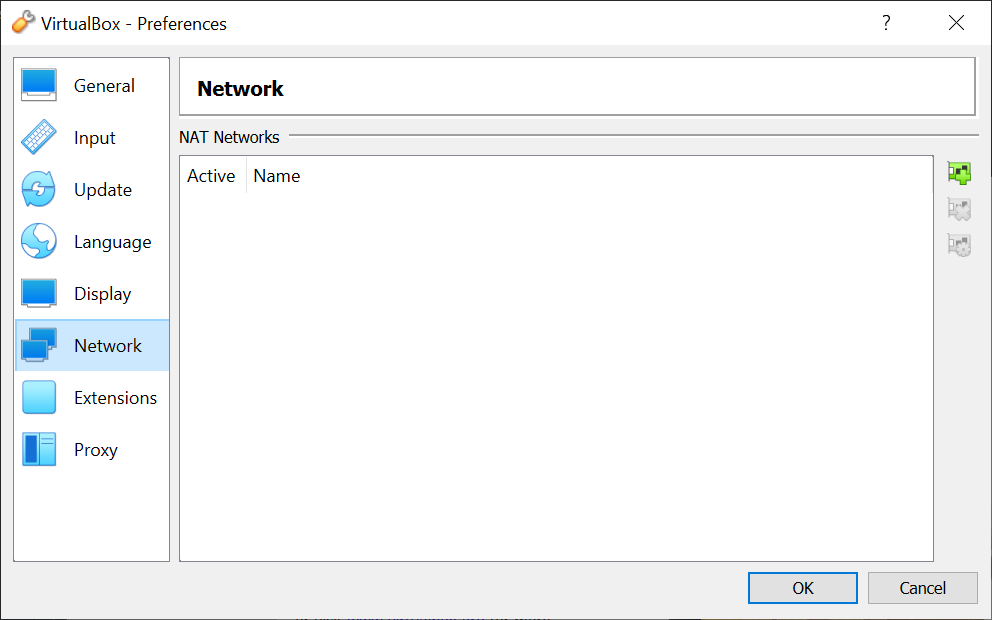 VirtualBox - Preferences
?
General
Input
Update
Language
Display
Network
Extensions
Proxy
Network
NAT Networks
Active Name
OK Cancel